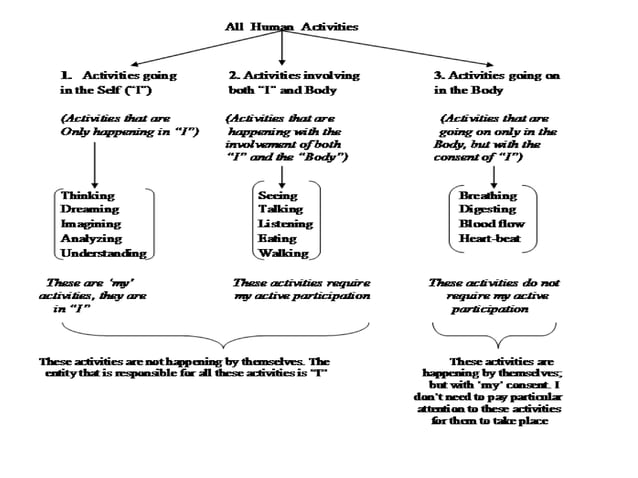 All Human Activities
1. Activities going
in the Self ("I")
(Activities that are
Only happening in "I")
Thinking
Dreaming
Imagining
Analyzing
Understanding
These are 'my'
activities, they are
in "I"
2. Activities involving
both "I" and Body
(Activities that are
happening with the
involvement of both
"I" and the "Body")
Seeing
Talking
Listening
Eating
Walking
These activities require
my active participation
3. Activities going on
in the Body
(Activities that are
going on only in the
Body, but with the
consent of "I")
Breathing
Digesting
Blood flow
Heart-beat
These activities do not
require my active
participation
These activities are not happening by themselves. The
entity that is responsible for all these activities is "I"
These activities are
happening by themselves;
but with 'my' consent. I
don't need to pay particular
attention to these activities
for them to take place